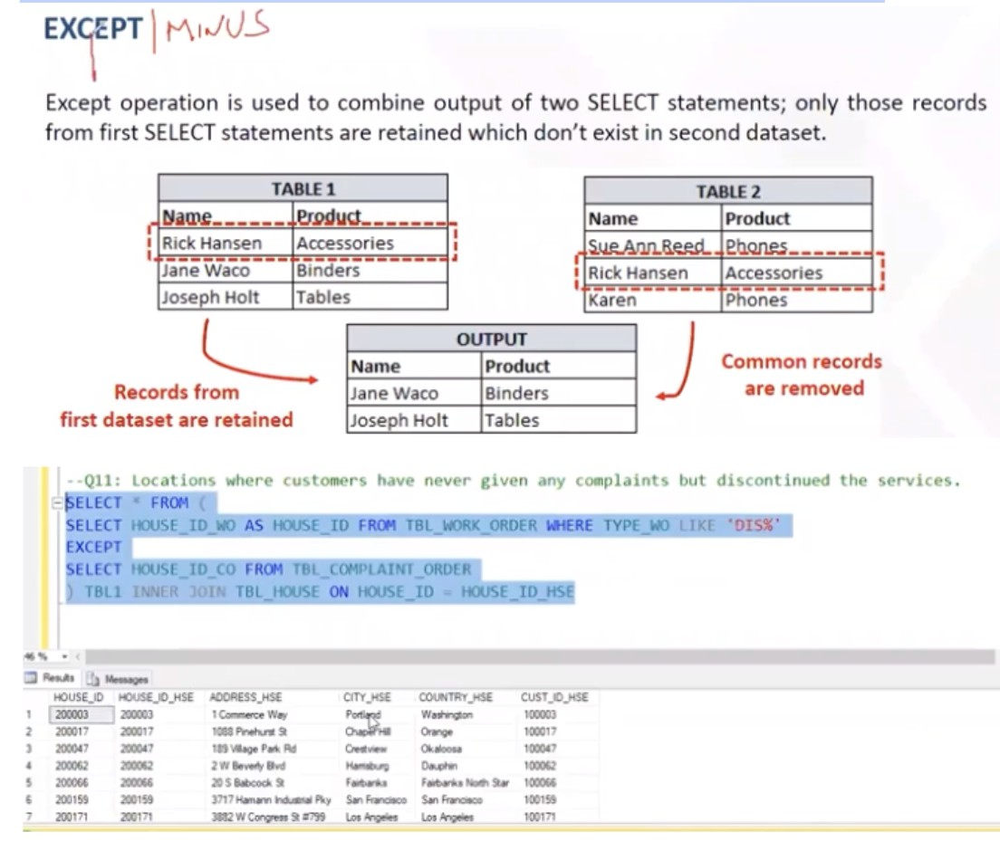 EXCEPT | MINUS
Except operation is used to combine output of two SELECT statements; only those records
from first SELECT statements are retained which don't exist in second dataset.
TABLE 1
Name Product
Rick Hansen Accessories
Jane Waco Binders
Joseph Holt Tables
TABLE 2
Name Product
Sue Ann Reed Phones
Rick Hansen Accessories
Karen Phones
OUTPUT
Name Product
Jane Waco Binders
Joseph Holt Tables
Records from
first dataset are retained
Common records
are removed
--Q11: Locations where customers have never given any complaints but discontinued the services.
SELECT * FROM (
SELECT HOUSE_ID_WO AS HOUSE_ID FROM TBL_WORK_ORDER WHERE TYPE_WO LIKE 'DIS%'
EXCEPT
SELECT HOUSE_ID_CO FROM TBL_COMPLAINT_ORDER
) TBL1 INNER JOIN TBL_HOUSE ON HOUSE_ID = HOUSE_ID_HSE
46 %
Results Messages
HOUSE_ID HOUSE_ID_HSE ADDRESS_HSE CITY_HSE COUNTRY_HSE CUST_ID_HSE
1 200003 200003 1 Commerce Way Portland Washington 100003
2 200017 200017 1088 Pinehurst St Chapel Hill Orange 100017
3 200047 200047 189 Village Park Rd Crestview Okaloosa 100047
4 200062 200062 2 W Beverly Blvd Harrisburg Dauphin 100062
5 200066 200066 20 S Babcock St Fairbanks Fairbanks North Star 100066
6 200159 200159 3717 Hamann Industrial Pky San Francisco San Francisco 100159
7 200171 200171 3882 W Congress St #799 Los Angeles Los Angeles 100171